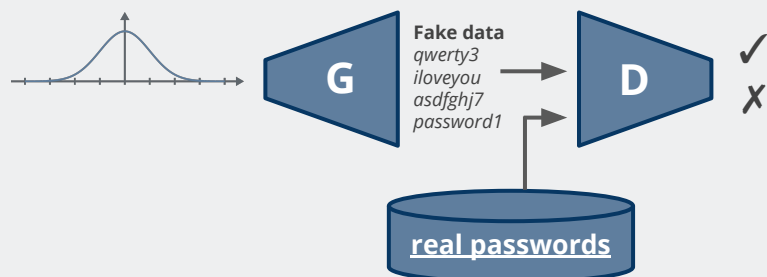 Fake data
qwerty3
iloveyou
asdfghj7
password1
G
D
✓
✗
real passwords